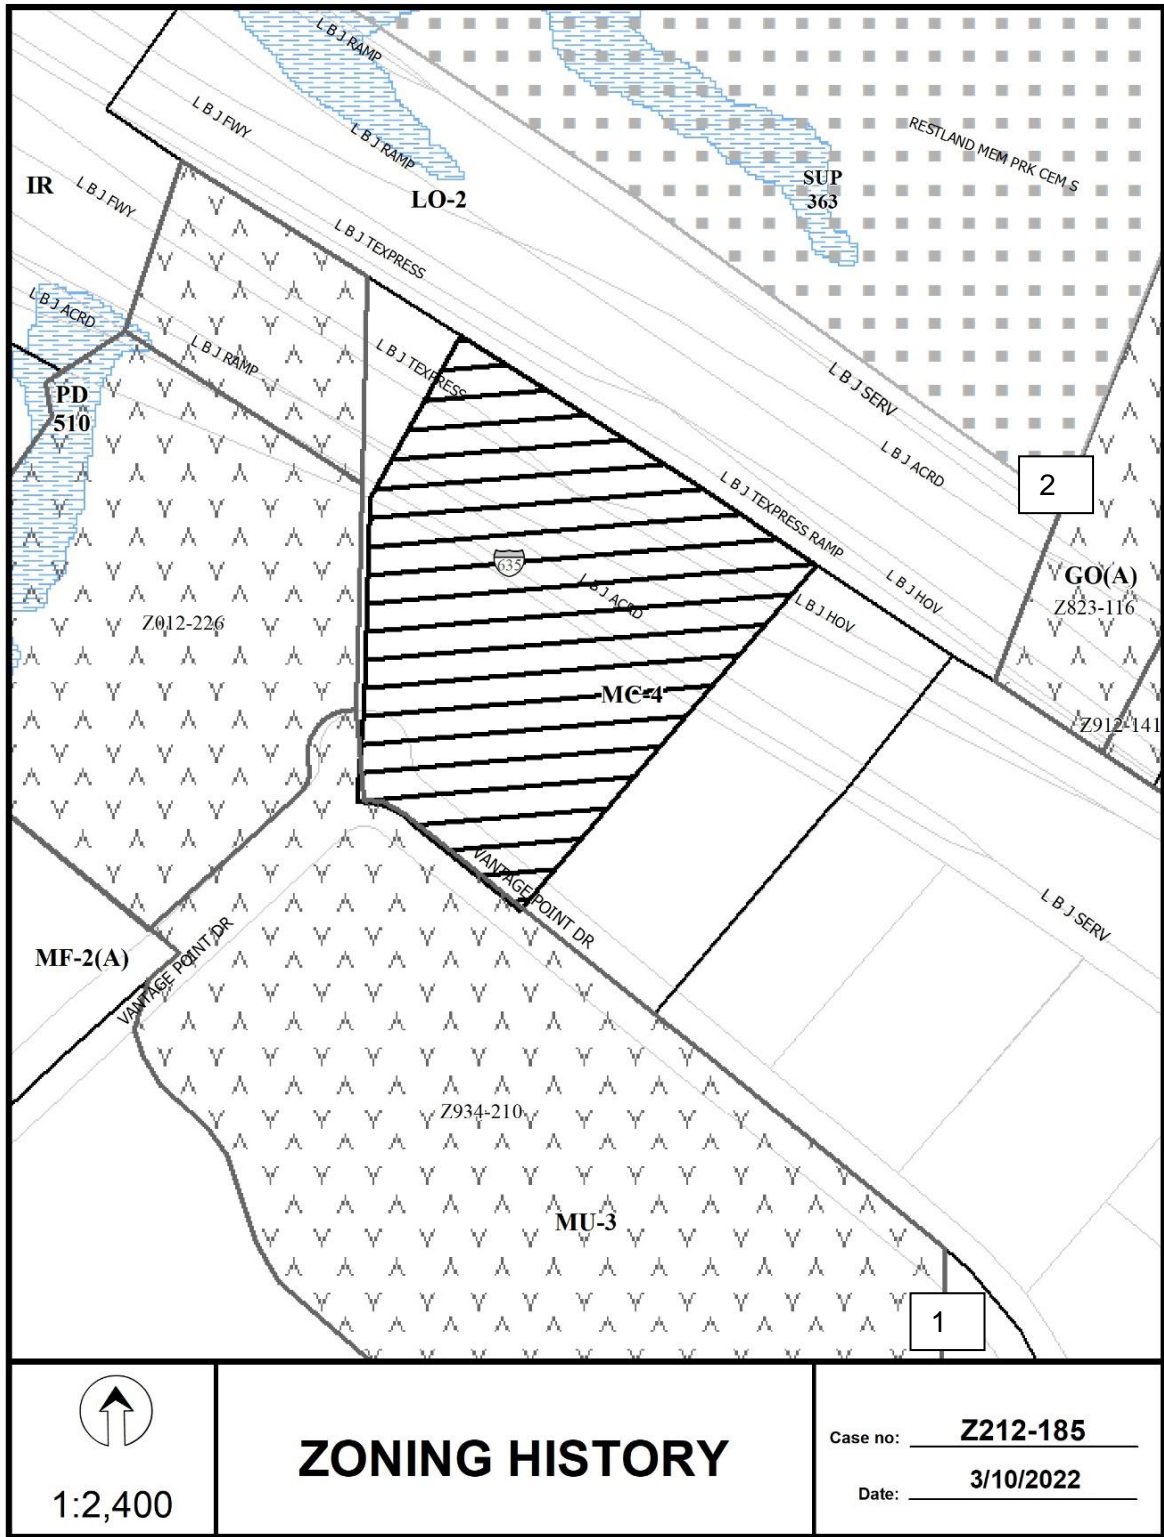 L B J RAMP
L B J FWY
L B J RAMP
RESTLAND MEM PRK CEM S
IR
L B J FWY
LO-2
SUP
363
L B J TEXPRESS
L B J ACRD
L B J RAMP
L B J TEXPRESS
L B J SERV
PD
510
L B J ACRD
2
L B J TEXPRESS RAMP
635
L B J ACRD
L B J HOV
L B J HOV
GO(A)
Z823-116
Z012-226
MC-4
Z912-141
VANTAGE POINT DR
L B J SERV
MF-2(A)
VANTAGE POINT DR
Z934-210
MU-3
1
1:2,400
ZONING HISTORY
Case no: Z212-185
Date: 3/10/2022